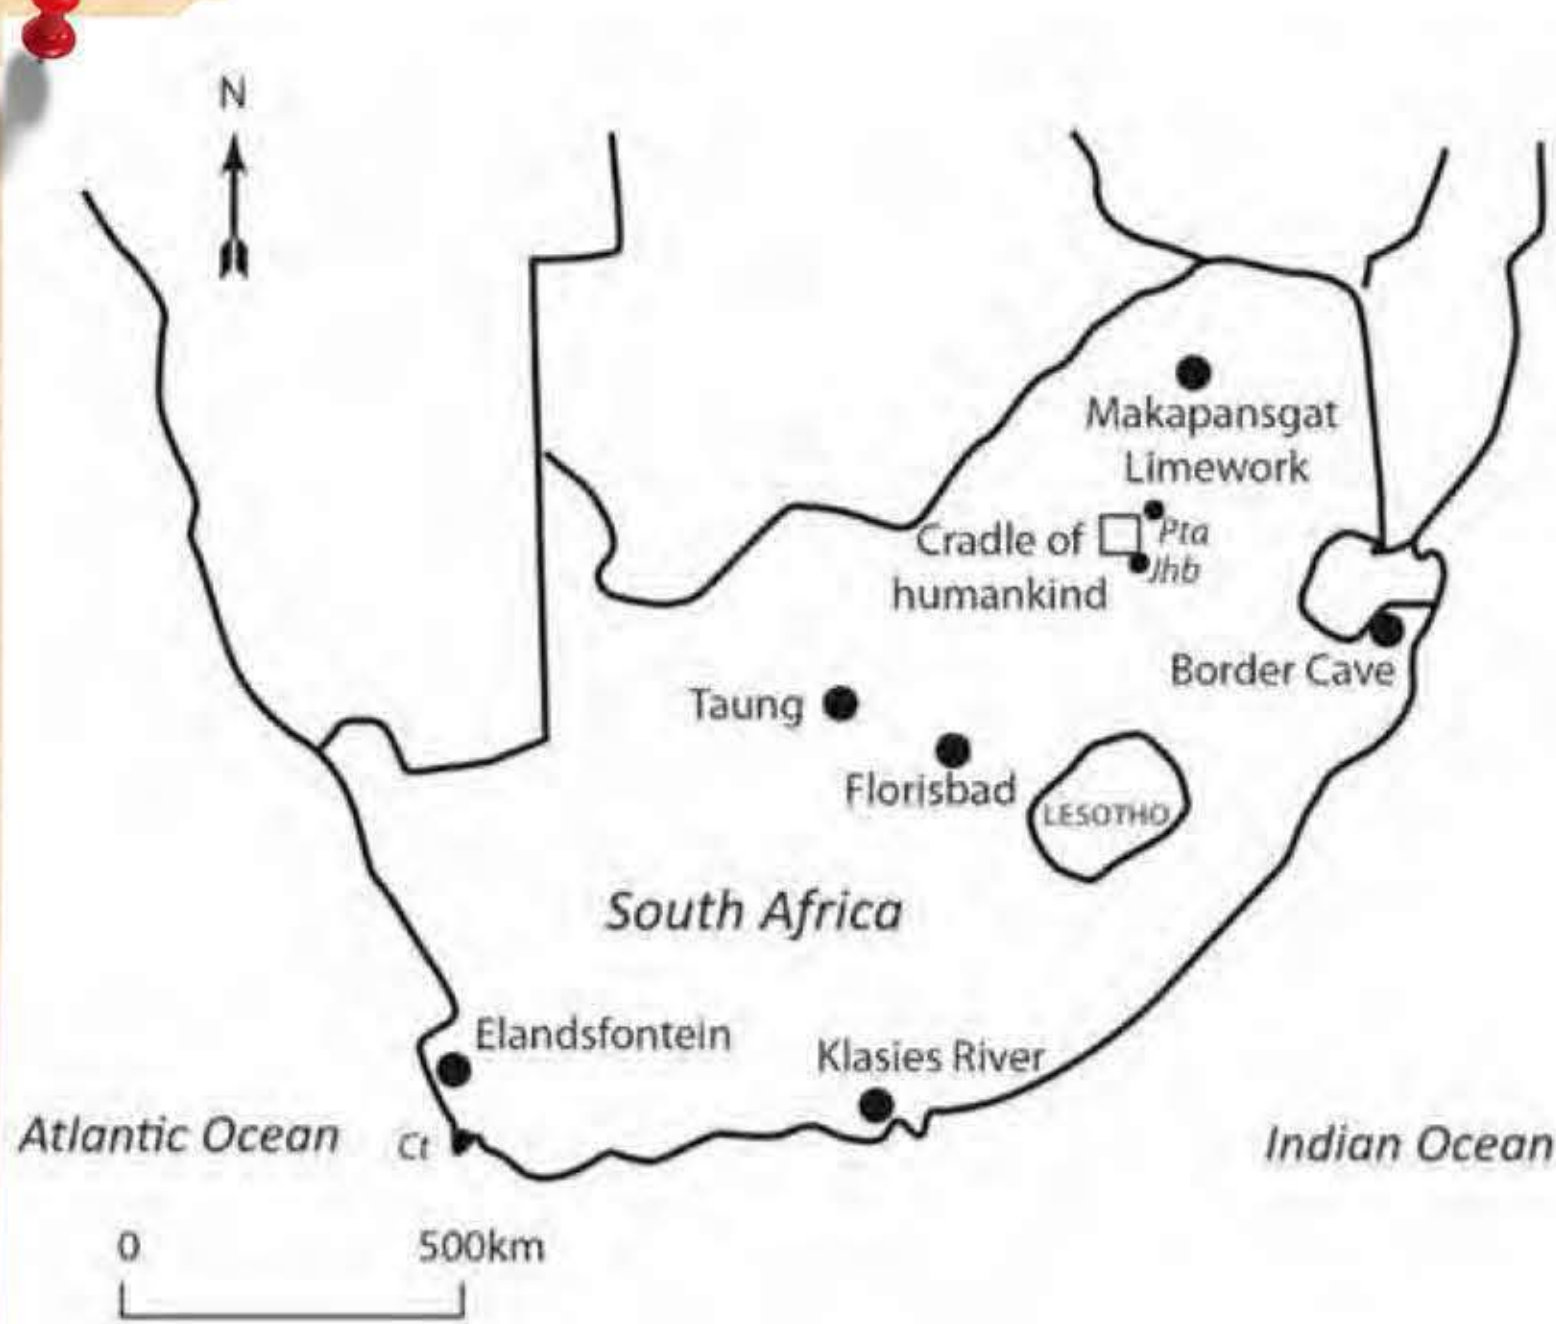 N
Makapansgat
Limework
Cradle of
humankind
Pta
Jhb
Border Cave
Taung
Florisbad
LESOTHO
South Africa
Elandsfontein
Klasies River
Atlantic Ocean
Ct
Indian Ocean
0 500km